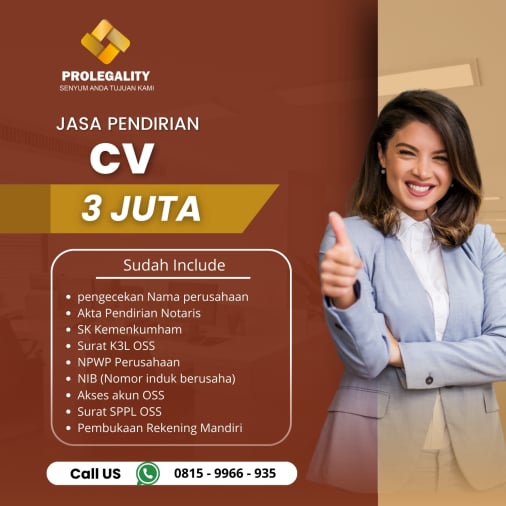 PROLEGALITY
SENYUM ANDA TUJUAN KAMI
JASA PENDIRIAN
CV
3 JUTA
Sudah Include
pengecekan Nama perusahaan
Akta Pendirian Notaris
SK Kemenkumham
Surat K3L OSS
NPWP Perusahaan
NIB (Nomor induk berusaha)
Akses akun OSS
Surat SPPL OSS
Pembukaan Rekening Mandiri
Call US 0815 - 9966 - 935